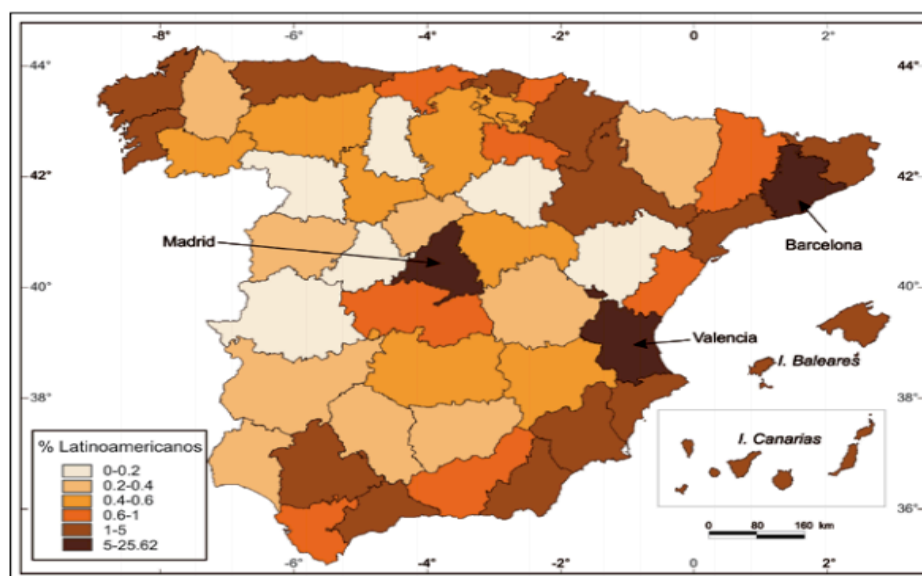 -8° -6° -4° -2° 0 2°
44° 44°
42° 42°
Madrid
Barcelona
40° 40°
Valencia
I. Baleares
38° 38°
% Latinoamericanos
0-0.2
0.2-0.4
0.4-0.6
0.6-1
1-5
5-25.62
I. Canarias
36° 36°
0 80 160 km
-8° -6° -4° -2° 0 2°